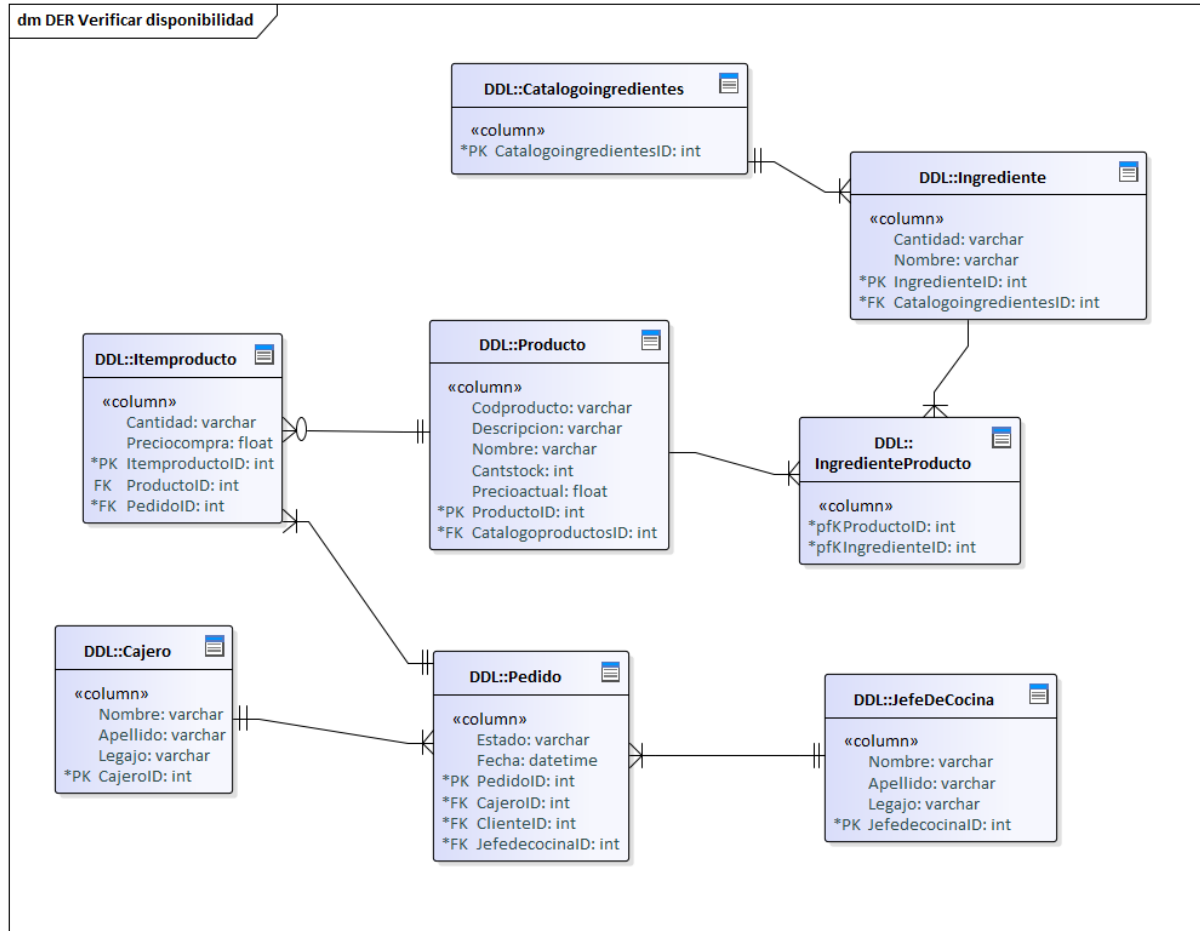 dm DER Verificar disponibilidad
DDL::Catalogoingredientes
«column»
*PK CatalogoingredientesID: int
DDL::Ingrediente
«column»
Cantidad: varchar
Nombre: varchar
*PK IngredienteID: int
*FK CatalogoingredientesID: int
DDL::Itemproducto
«column»
Cantidad: varchar
Preciocompra: float
*PK ItemproductoID: int
FK ProductoID: int
*FK PedidoID: int
DDL::Producto
«column»
Codproducto: varchar
Descripcion: varchar
Nombre: varchar
Cantstock: int
Precioactual: float
*PK ProductoID: int
*FK CatalogoproductosID: int
DDL::
IngredienteProducto
«column»
*pfKProductoID: int
*pfKIngredienteID: int
DDL::Cajero
«column»
Nombre: varchar
Apellido: varchar
Legajo: varchar
*PK CajeroID: int
DDL::Pedido
«column»
Estado: varchar
Fecha: datetime
*PK PedidoID: int
*FK CajeroID: int
*FK ClienteID: int
*FK JefedecocinaID: int
DDL::JefeDeCocina
«column»
Nombre: varchar
Apellido: varchar
Legajo: varchar
*PK JefedecocinaID: int